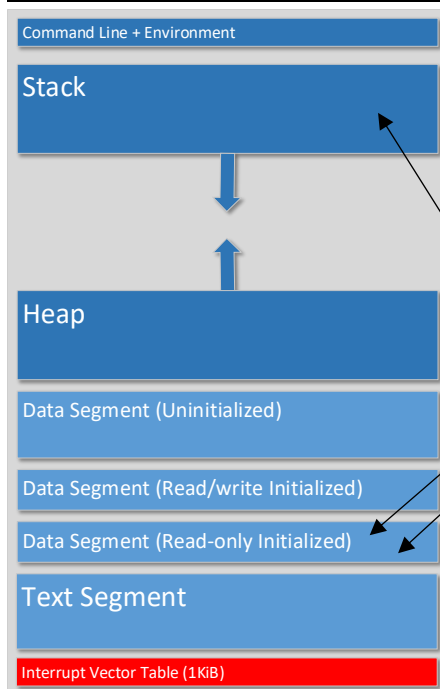 Command Line + Environment
Stack
Heap
Data Segment (Uninitialized)
Data Segment (Read/write Initialized)
Data Segment (Read-only Initialized)
Text Segment
Interrupt Vector Table (1KiB)